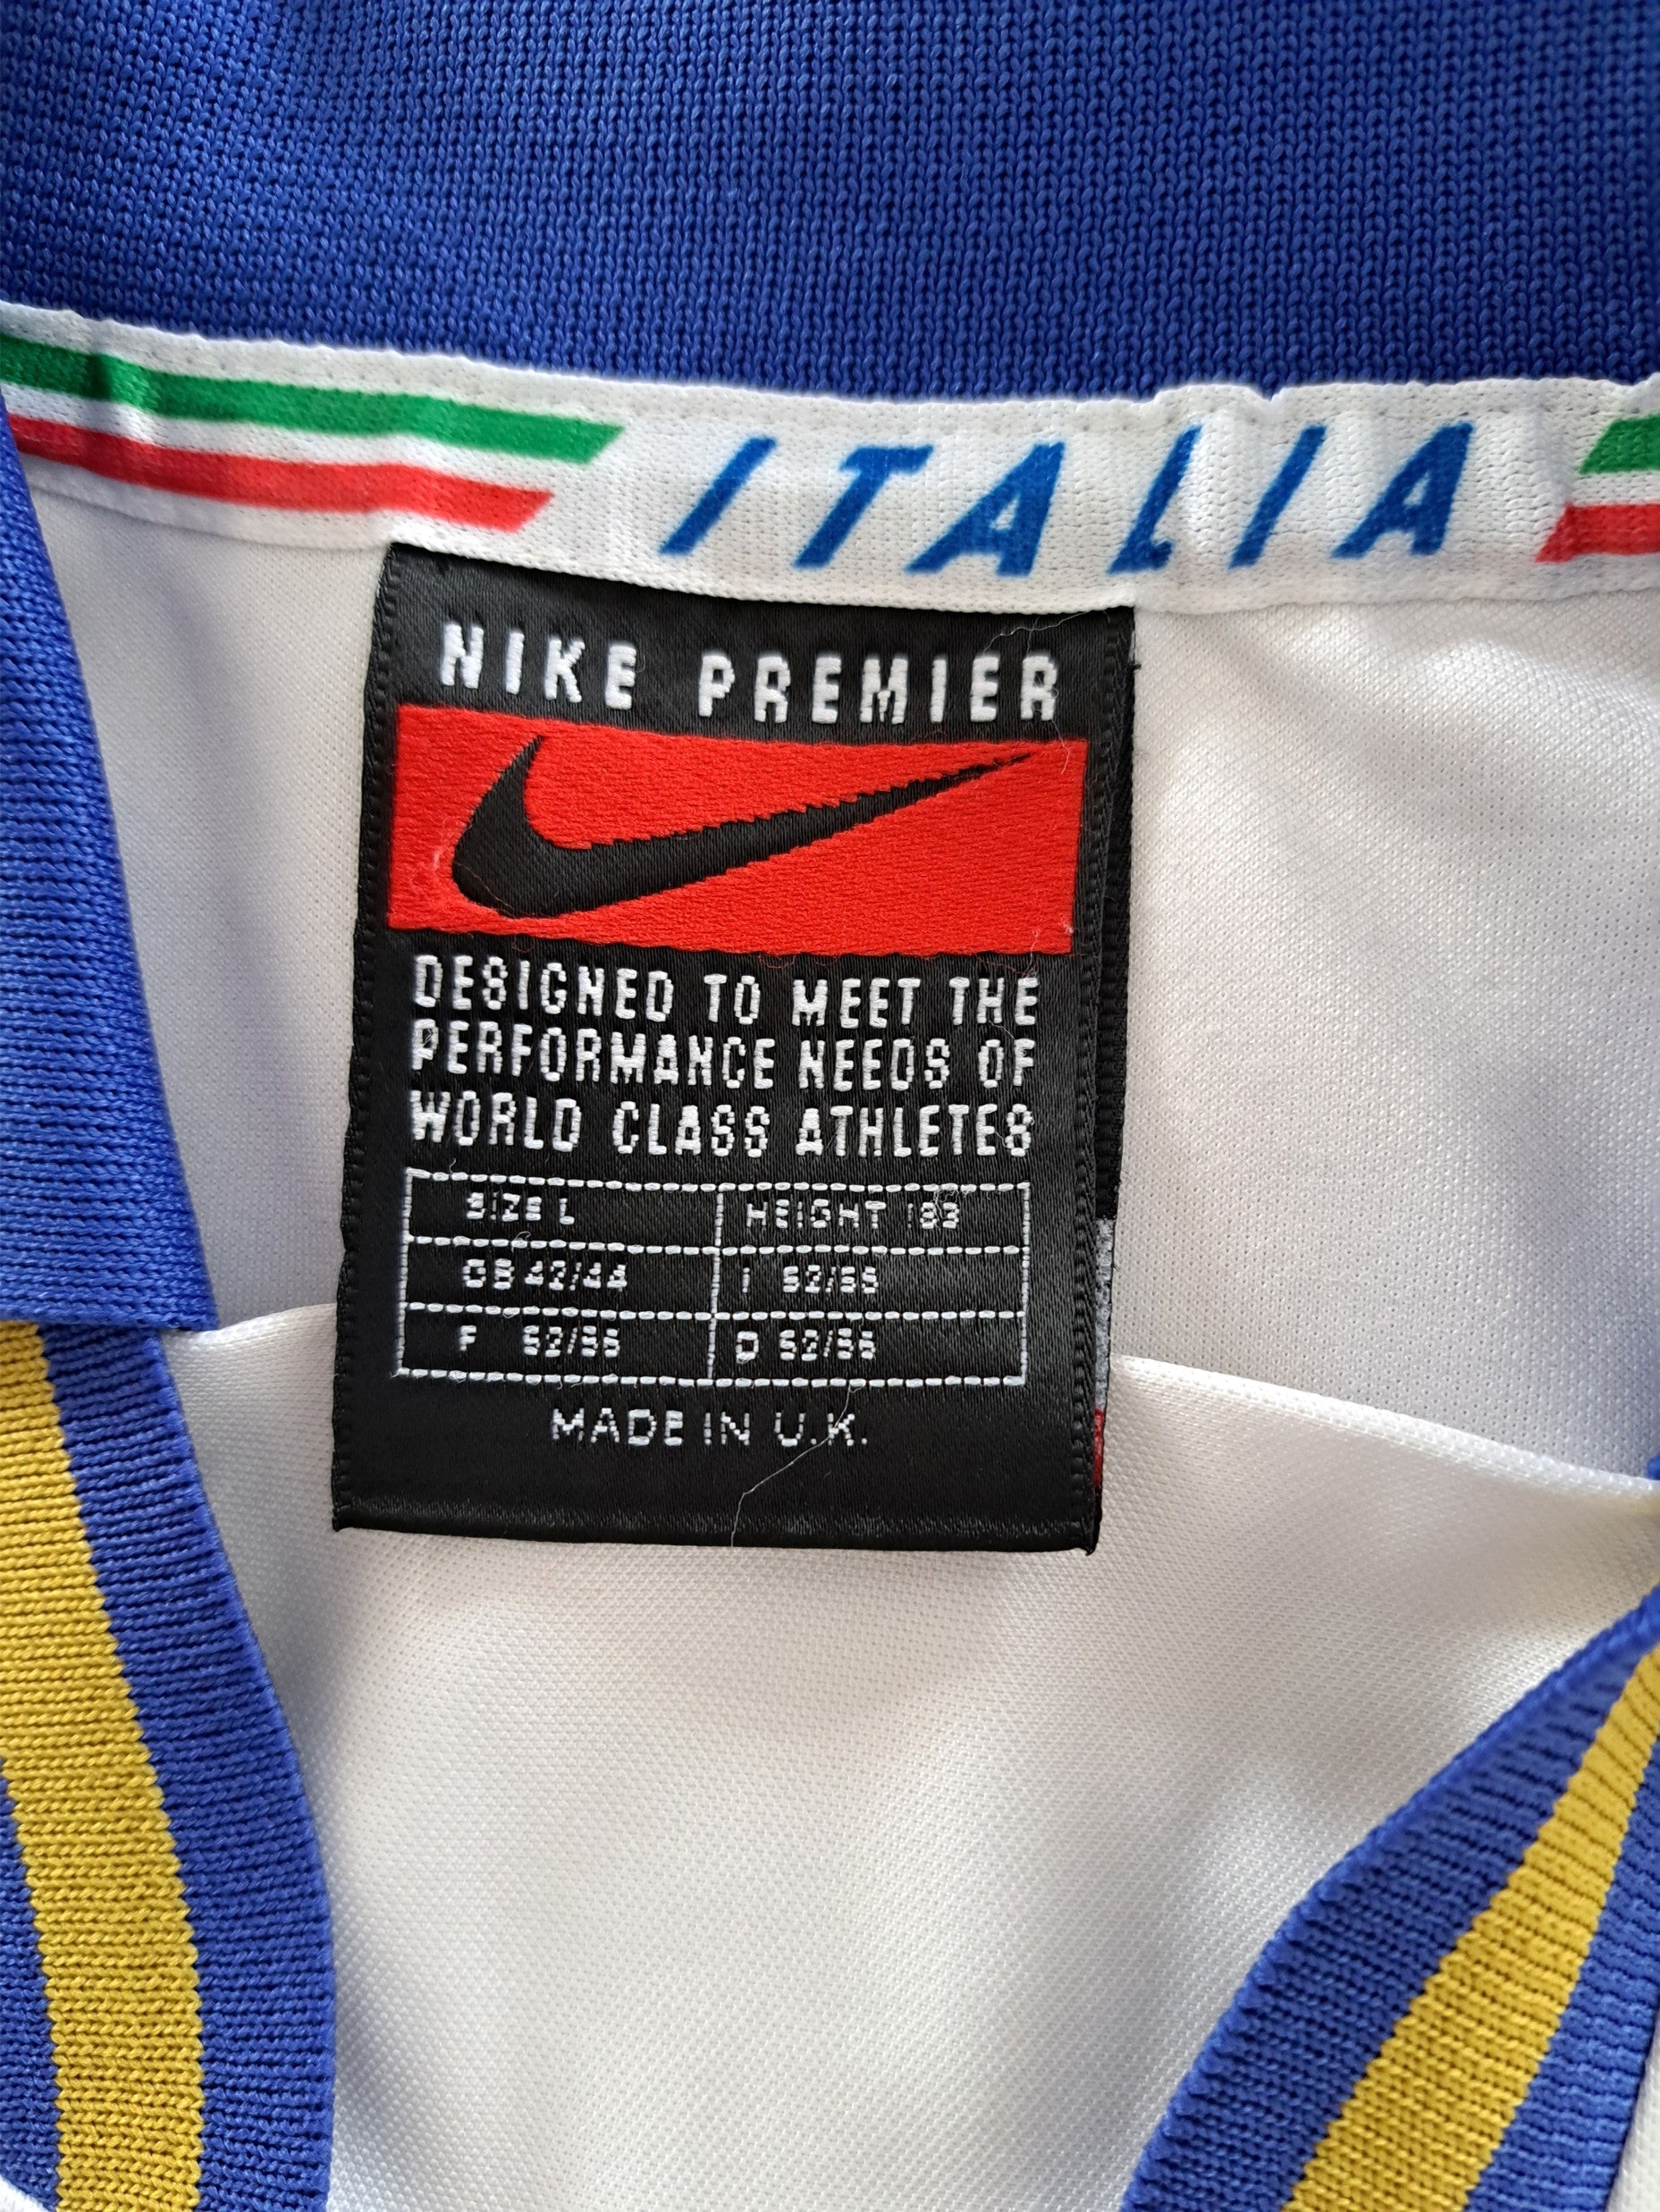 ITALIA
NIKE PREMIER
DESIGNED TO MEET THE
PERFORMANCE NEEDS OF
WORLD CLASS ATHLETES
SIZE L HEIGHT 183
GB 42/44 I 52/56
F 52/56 D 52/56
MADE IN U.K.